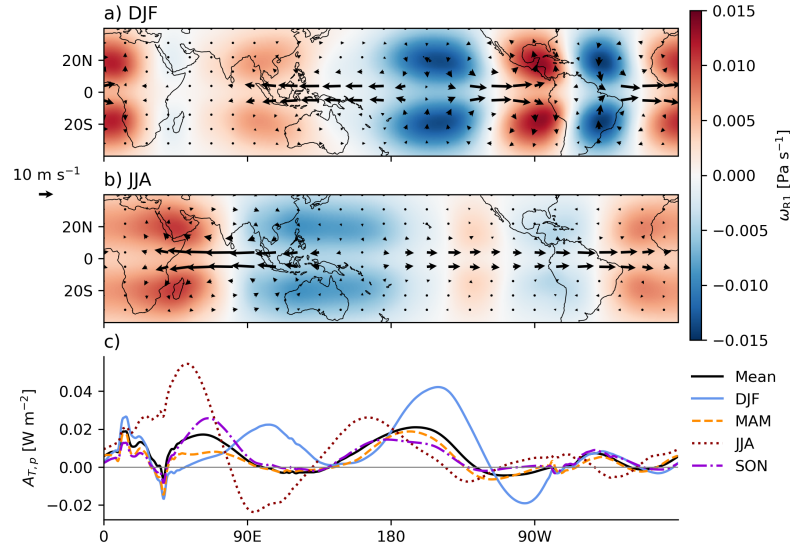 a) DJF
20N
0
20S
10 m s⁻¹
b) JJA
20N
0
20S
0.015
0.010
0.005
0.000
−0.005
−0.010
−0.015
ω_R1 [Pa s⁻¹]
c)
A_T,p [W m⁻²]
0.04
0.02
0.00
−0.02
0
90E
180
90W
Mean
DJF
MAM
JJA
SON